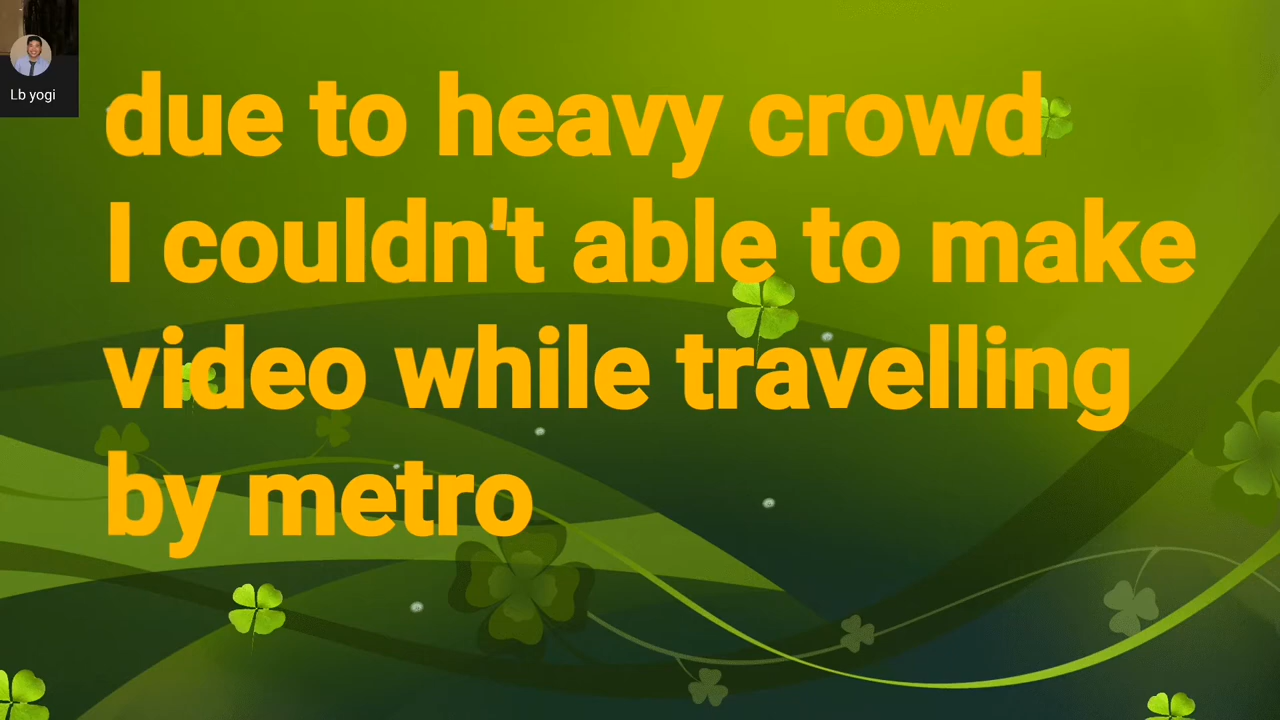 Lb yogi
due to heavy crowd
I couldn't able to make
video while travelling
by metro